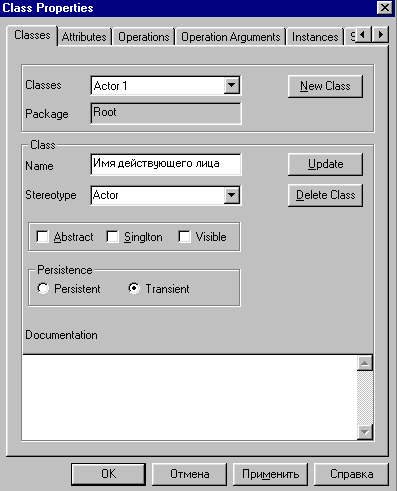 Class Properties
Classes Attributes Operations Operation Arguments Instances S
Classes Actor 1 New Class
Package Root
Class
Name Имя действующего лица Update
Stereotype Actor Delete Class
Abstract Singlton Visible
Persistence
Persistent Transient
Documentation
OK Отмена Применить Справка